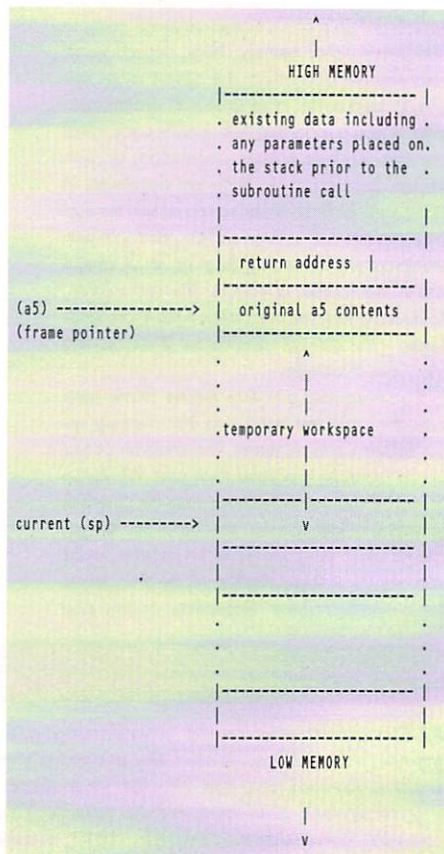 ^
|
HIGH MEMORY
|------------------------- |
. existing data including .
. any parameters placed on.
. the stack prior to the .
. subroutine call .
| |
|------------------------- |
| return address |
|------------------------- |
(a5) ------------------> | original a5 contents |
(frame pointer) |------------------------- |
. ^ .
. | .
. | .
temporary workspace
|
. | .
|------------------------- |
current (sp) ---------> | v |
|------------------------- |
| |
|------------------------- |
. .
. .
. .
|------------------------- |
| |
|------------------------- |
LOW MEMORY
|
v